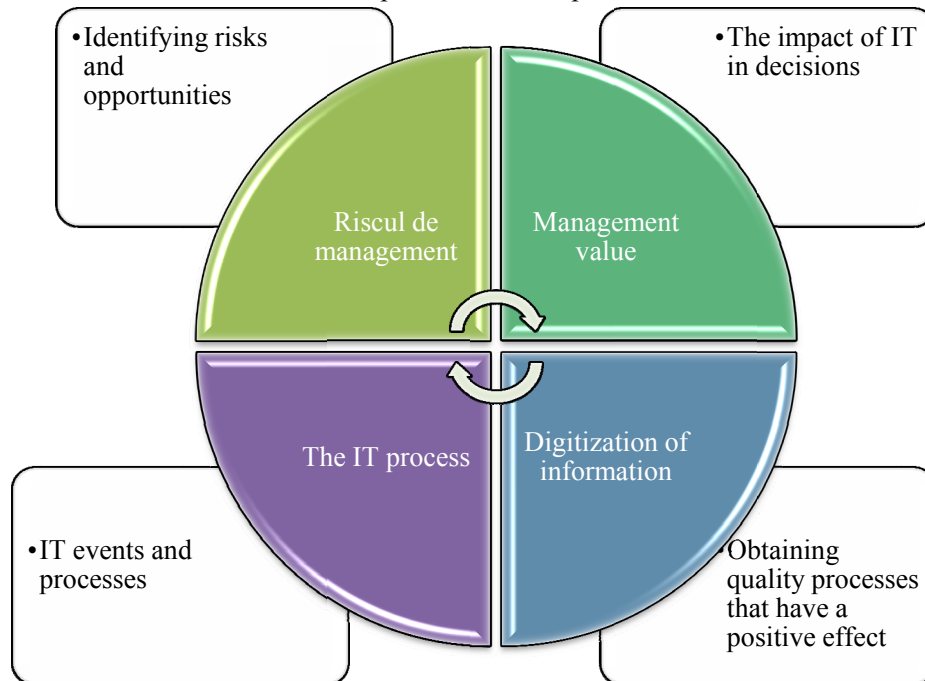 •Identifying risks
and
opportunities
•The impact of IT
in decisions
Riscul de
management
Management
value
The IT process
Digitization of
information
•IT events and
processes
•Obtaining
quality processes
that have a
positive effect